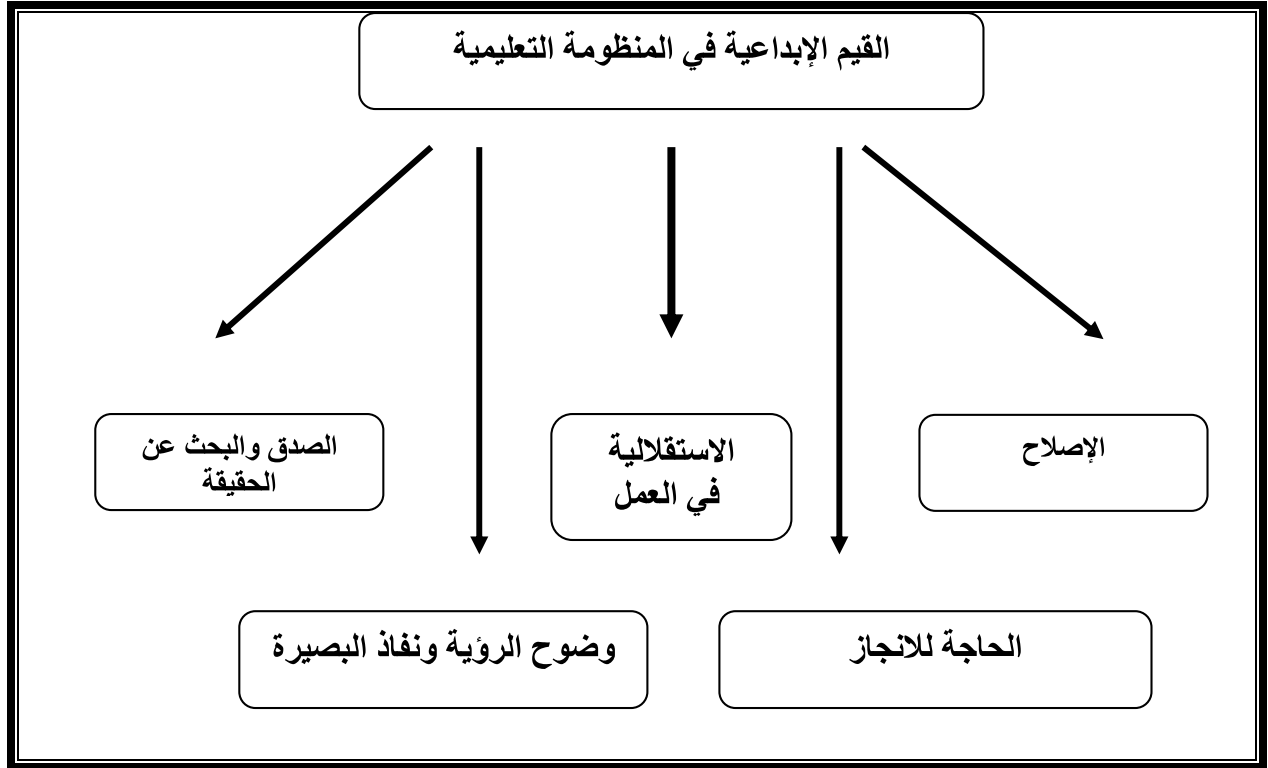 القيم الإبداعية في المنظومة التعليمية
الإصلاح
الاستقلالية
في العمل
الصدق والبحث عن
الحقيقة
الحاجة للانجاز
وضوح الرؤية ونفاذ البصيرة